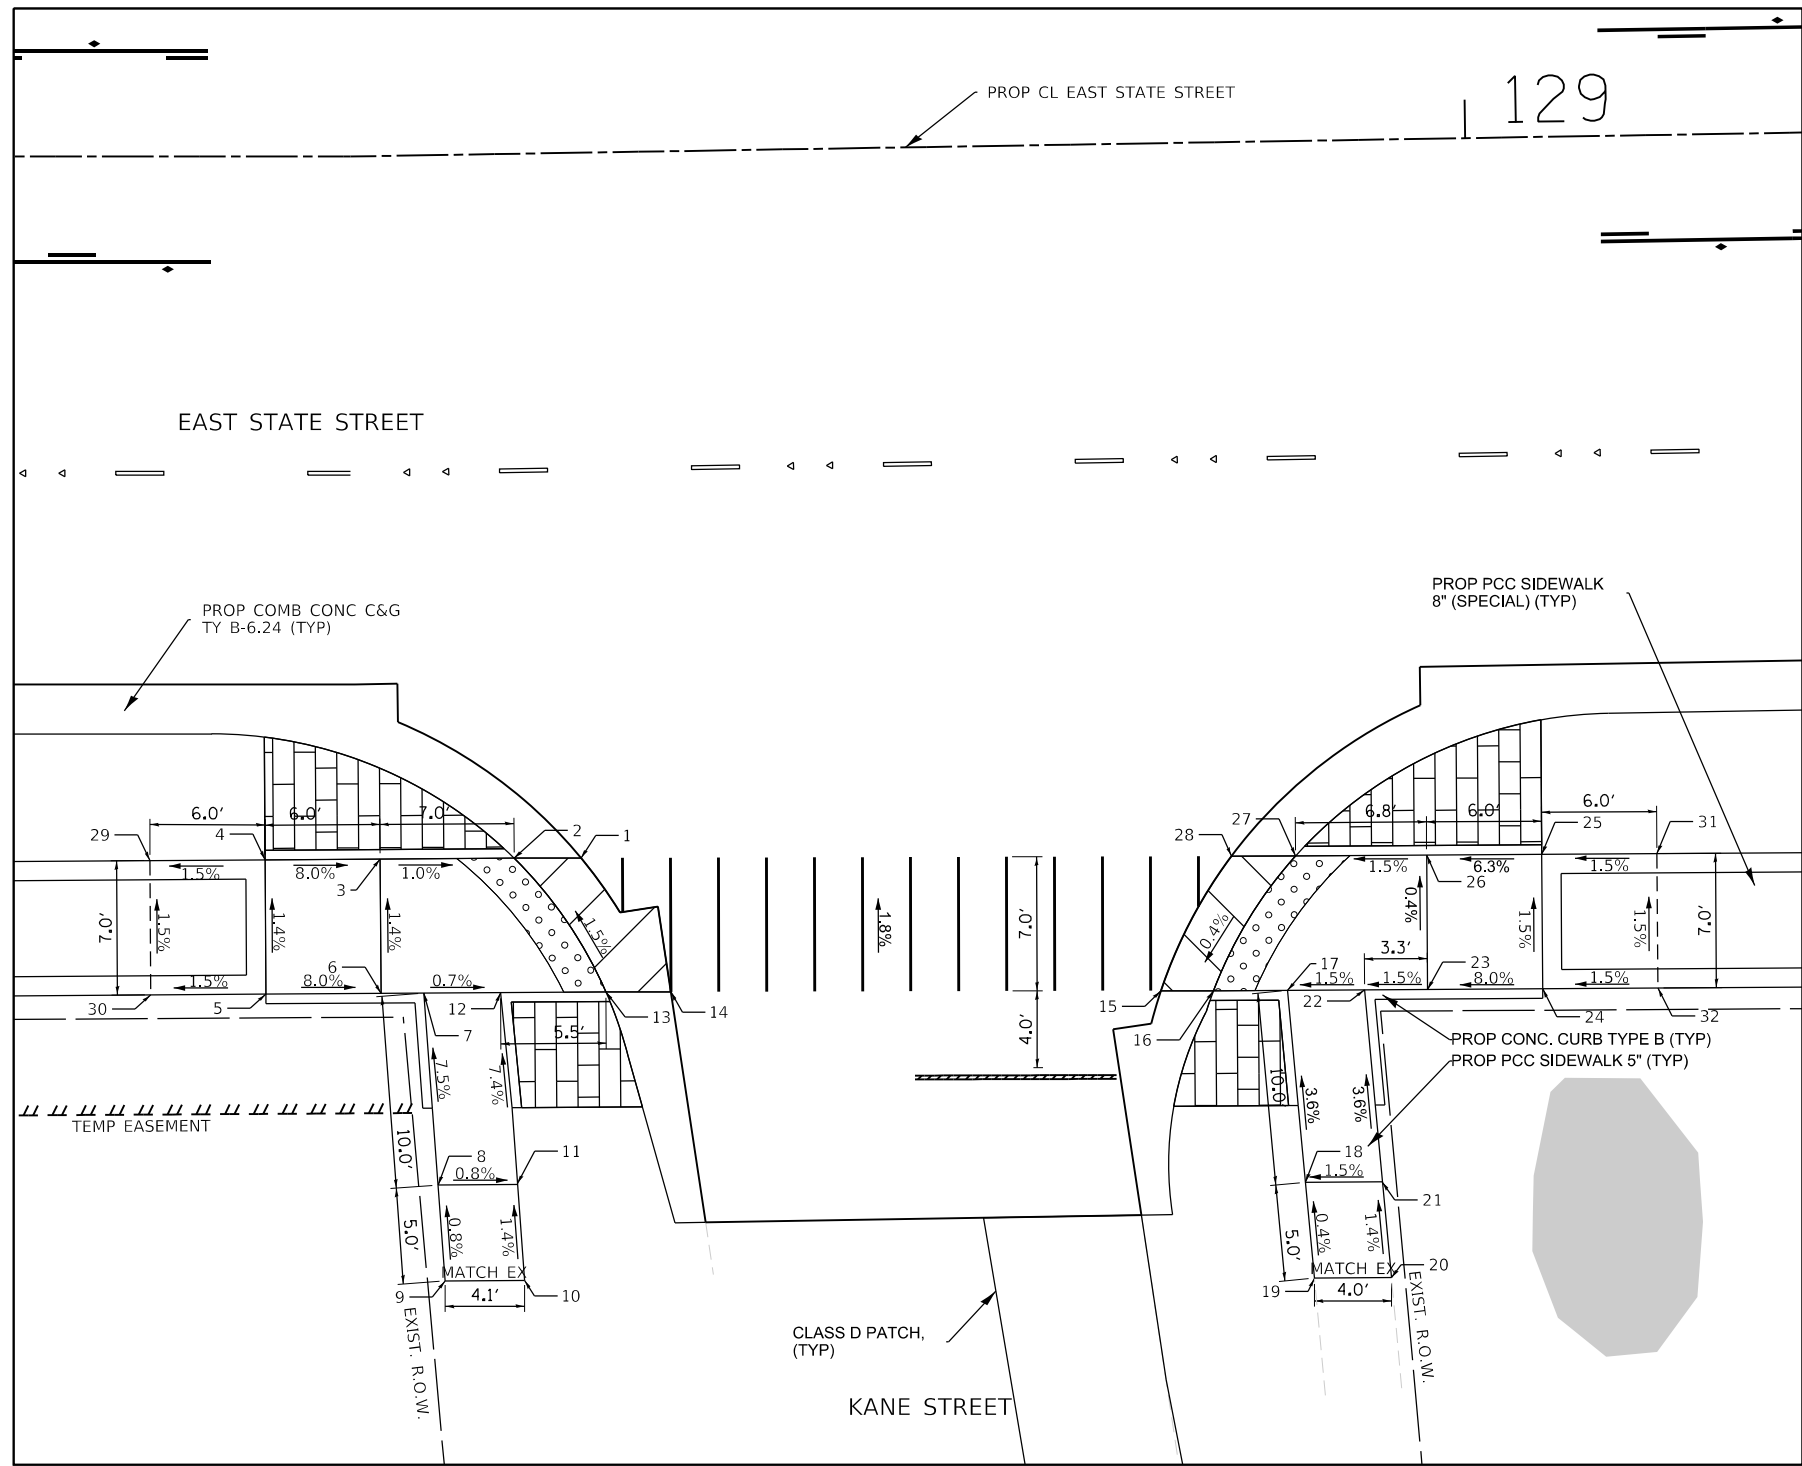 PROP CL EAST STATE STREET
129
EAST STATE STREET
PROP PCC SIDEWALK
8" (SPECIAL) (TYP)
PROP COMB CONC C&G
TY B-6.24 (TYP)
6.0' 6.0' 7.0' 6.8' 6.0' 6.0'
29 4 2 1 28 27 25 31
1.5% 8.0% 3 1.0% 1.5% 6.3% 26 1.5%
7.0' 1.5% 1.4% 1.4% 1.5% 1.8% 7.0' 0.4% 0.4% 1.5% 1.5% 7.0'
3.3'
6 17 23
1.5% 8.0% 0.7% 1.5% 1.5% 8.0% 1.5%
30 5 12 13 14 15 22 24 32
7 5.5' 4.0' 16
PROP CONC. CURB TYPE B (TYP)
PROP PCC SIDEWALK 5" (TYP)
7.5% 7.4% 10.0' 3.6% 3.6%
TEMP EASEMENT
10.0' 8 11 18
0.8% 1.5%
21
5.0' 0.8% 1.4% 5.0' 0.4% 1.4%
MATCH EX MATCH EX 20
9 4.1' 10 19 4.0'
EXIST. R.O.W. EXIST. R.O.W.
CLASS D PATCH,
(TYP)
KANE STREET